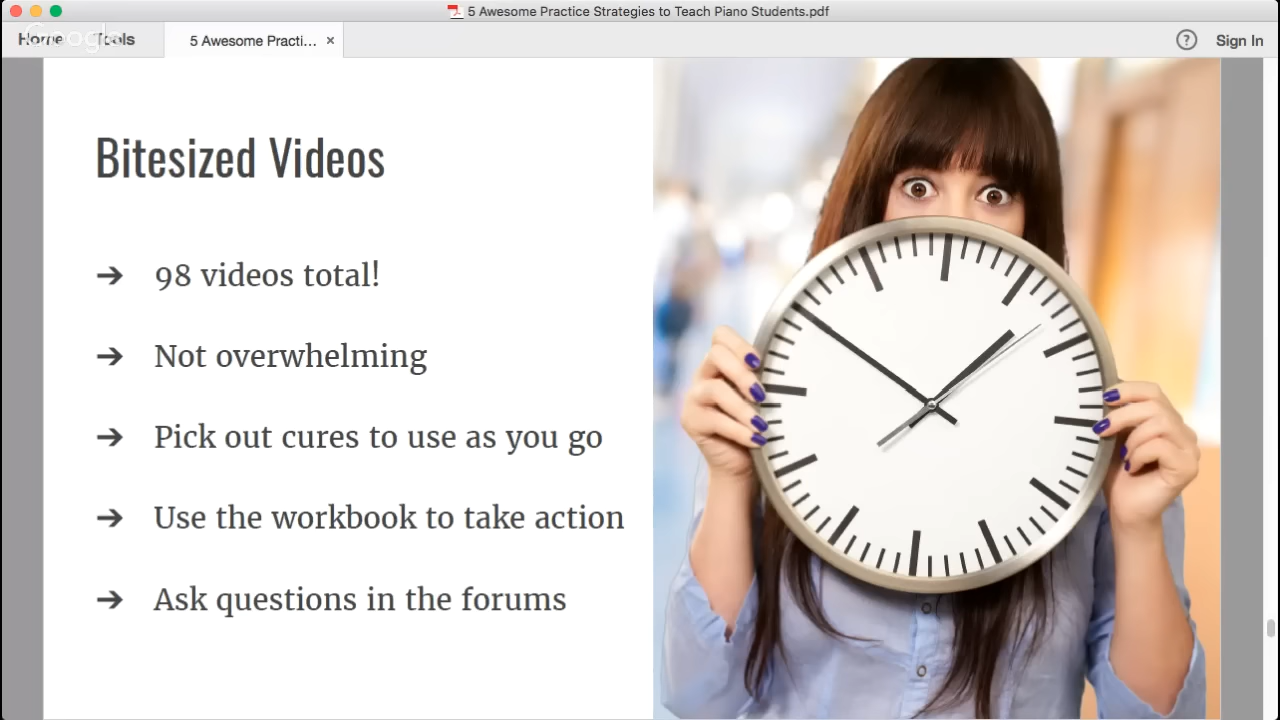 5 Awesome Practice Strategies to Teach Piano Students.pdf
Home Tools 5 Awesome Practi... × ? Sign In
Google
Bitesized Videos
➔ 98 videos total!
➔ Not overwhelming
➔ Pick out cures to use as you go
➔ Use the workbook to take action
➔ Ask questions in the forums